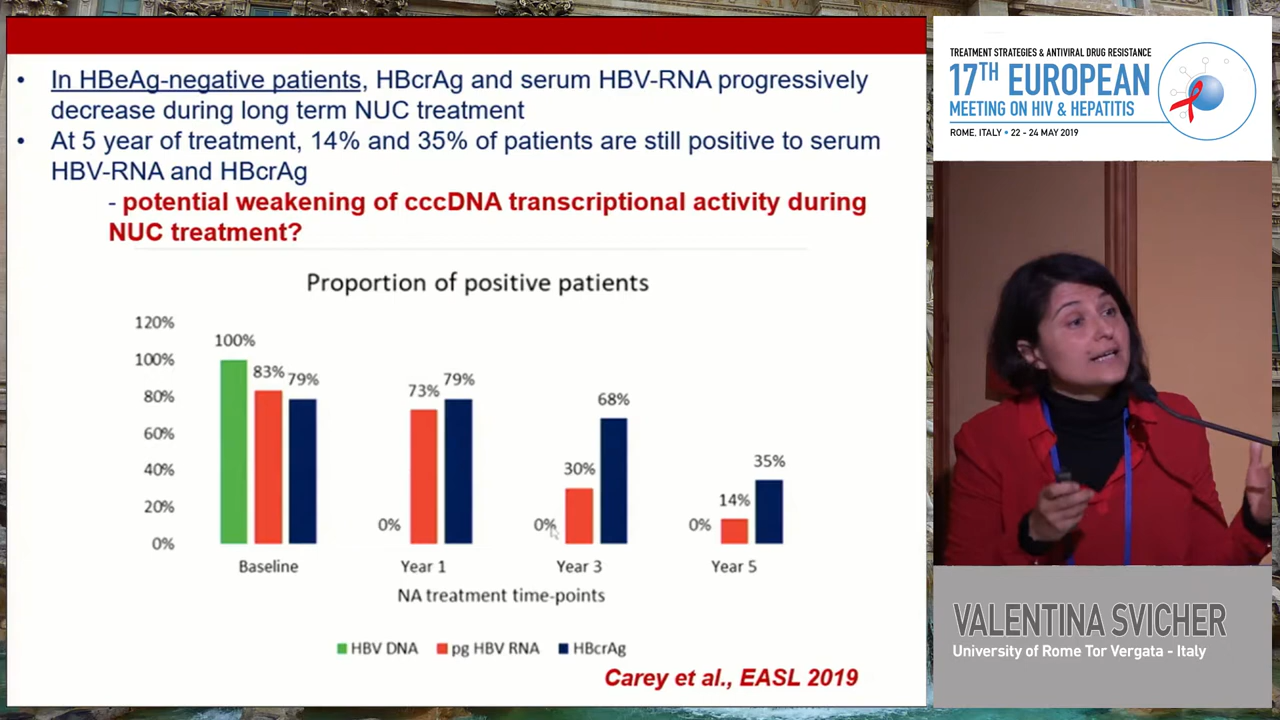 • In HBeAg-negative patients, HBcrAg and serum HBV-RNA progressively
decrease during long term NUC treatment
• At 5 year of treatment, 14% and 35% of patients are still positive to serum
HBV-RNA and HBcrAg
- potential weakening of cccDNA transcriptional activity during
NUC treatment?
Proportion of positive patients
120%
100%
80%
60%
40%
20%
0%
100%
83%
79%
0%
73%
79%
0%
30%
68%
0%
14%
35%
Baseline
Year 1
Year 3
Year 5
NA treatment time-points
HBV DNA
pg HBV RNA
HBcrAg
Carey et al., EASL 2019
TREATMENT STRATEGIES & ANTIVIRAL DRUG RESISTANCE
17TH EUROPEAN
MEETING ON HIV & HEPATITIS
ROME, ITALY • 22 - 24 MAY 2019
VALENTINA SVICHER
University of Rome Tor Vergata - Italy